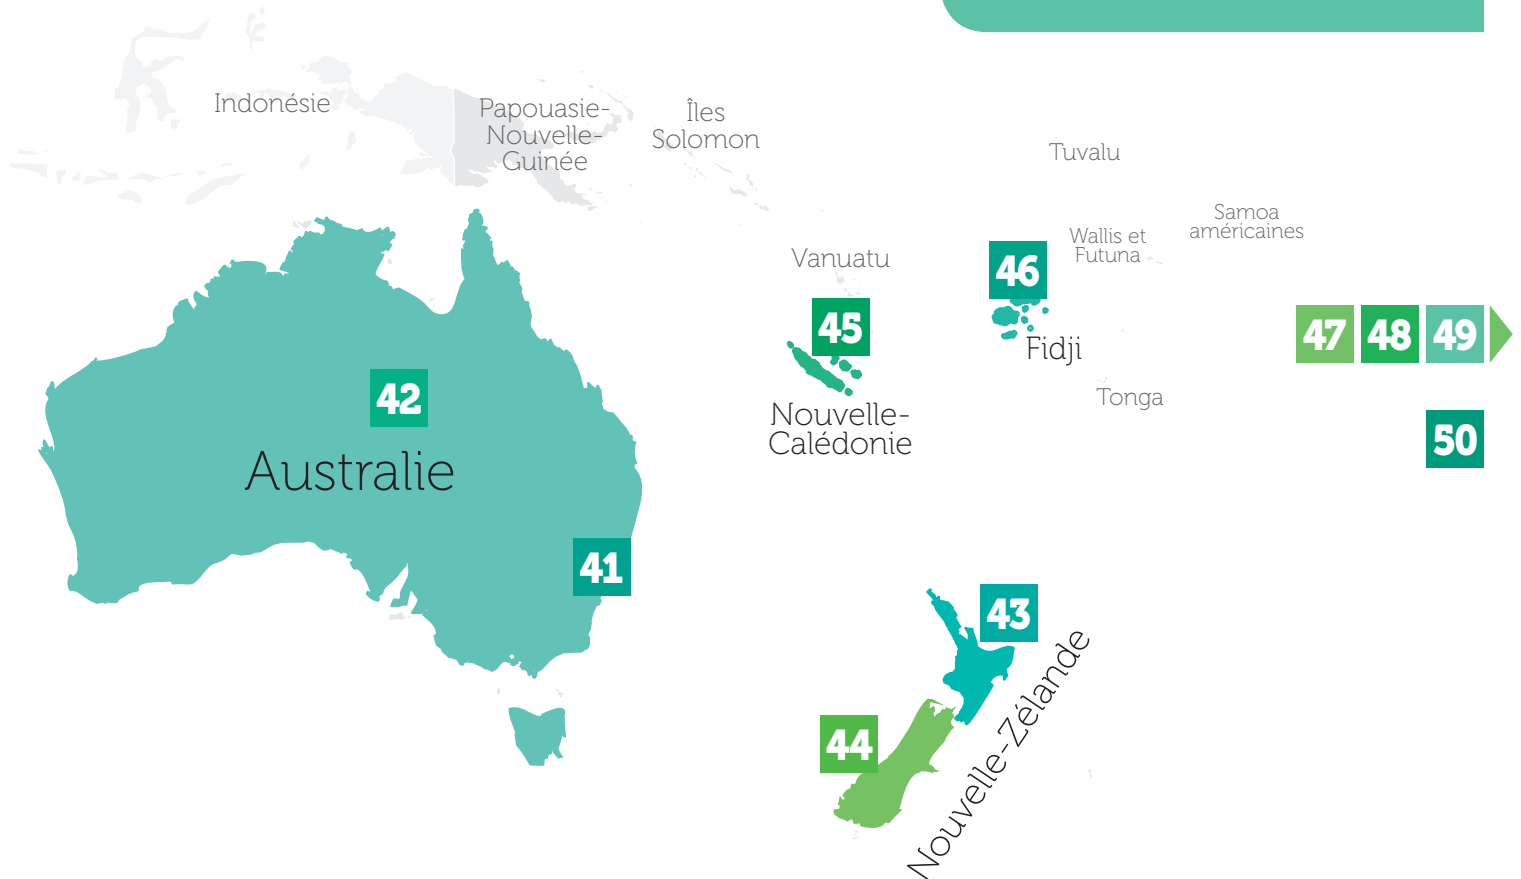 Indonésie
Papouasie-
Nouvelle-
Guinée
Îles
Solomon
Tuvalu
Samoa
américaines
Wallis et
Futuna
Vanuatu
46
45
Fidji
47 48 49
42
Tonga
Nouvelle-
Calédonie
50
Australie
41
43
44
Nouvelle-Zélande